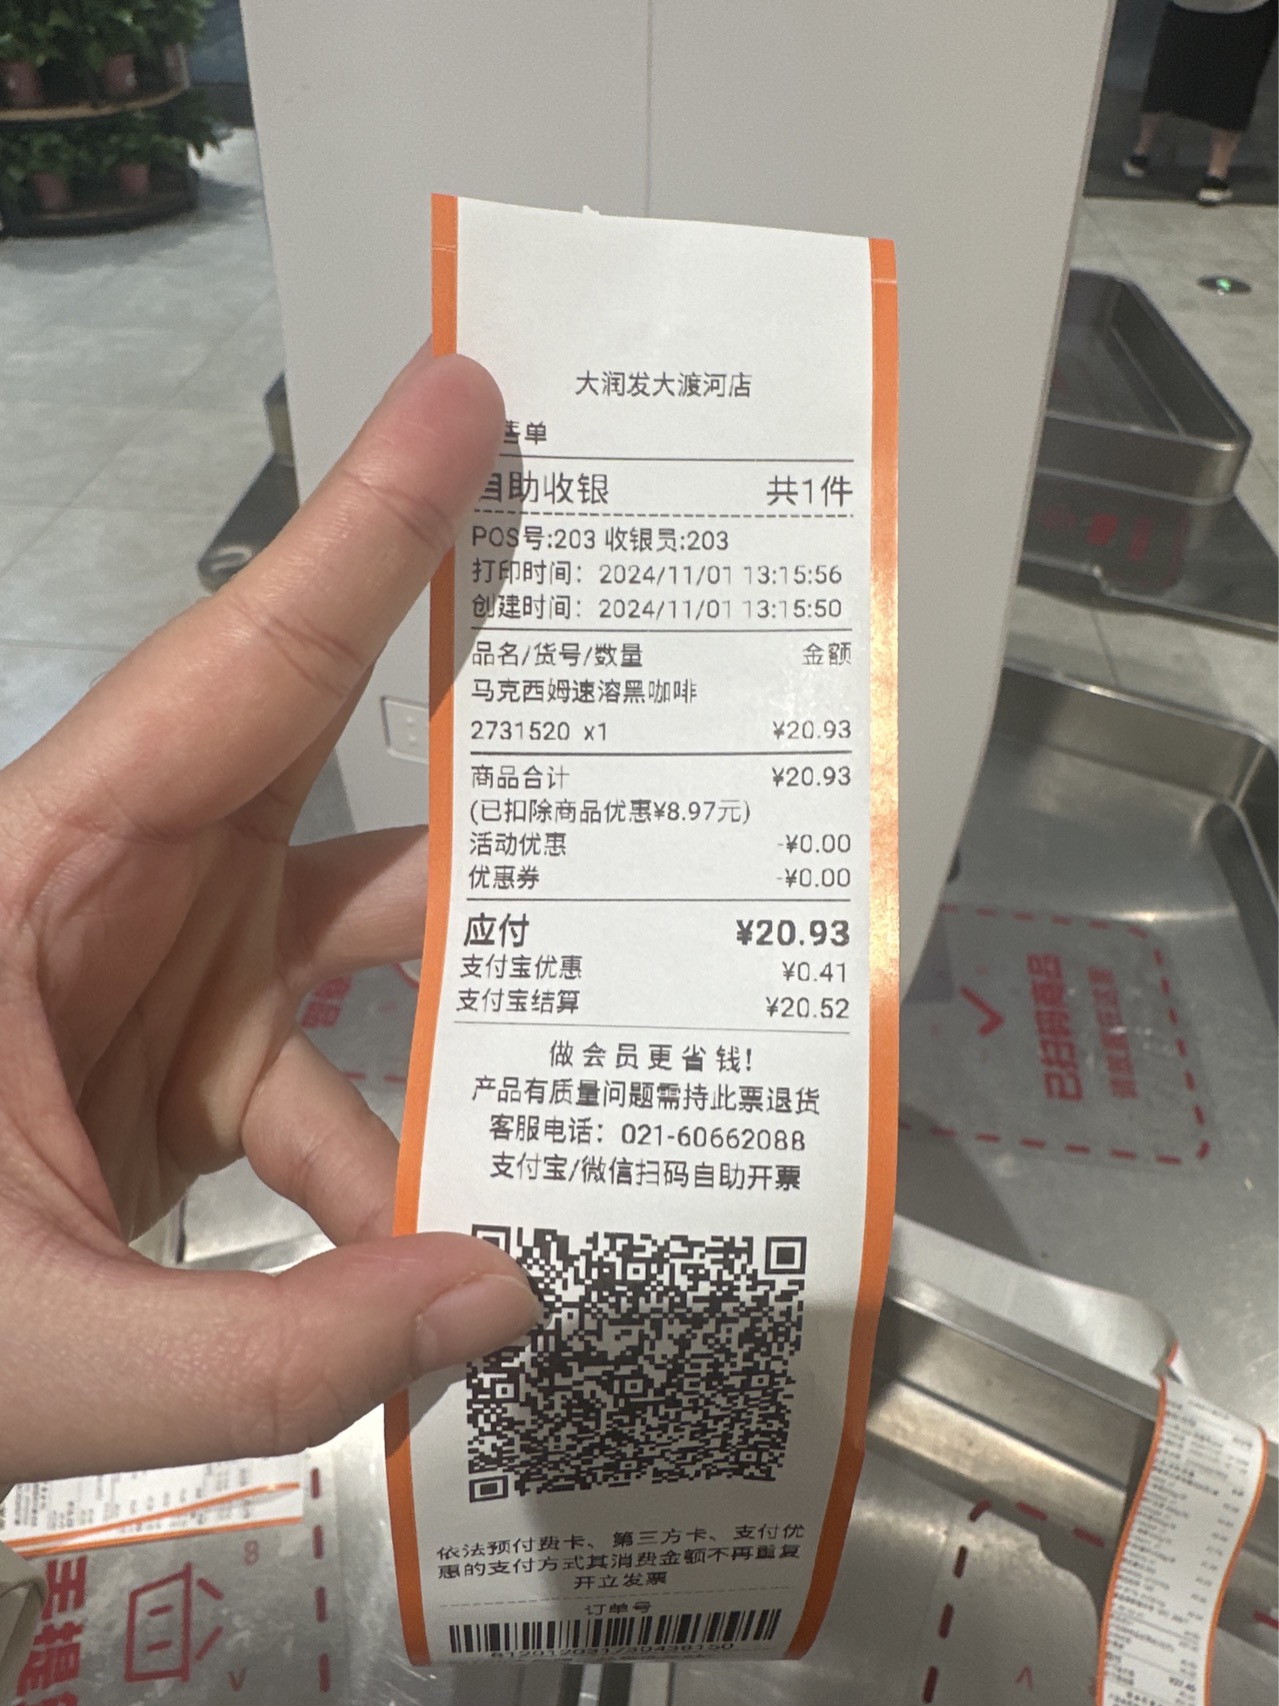 大润发大渡河店
售单
自助收银 共1件
POS号:203 收银员:203
打印时间：2024/11/01 13:15:56
创建时间：2024/11/01 13:15:50
品名/货号/数量 金额
马克西姆速溶黑咖啡
2731520 x1 ¥20.93
商品合计 ¥20.93
(已扣除商品优惠¥8.97元)
活动优惠 -¥0.00
优惠券 -¥0.00
应付 ¥20.93
支付宝优惠 ¥0.41
支付宝结算 ¥20.52
做会员更省钱!
产品有质量问题需持此票退货
客服电话：021-60662088
支付宝/微信扫码自助开票
依法预付费卡、第三方卡、支付优
惠的支付方式其消费金额不再重复
开立发票
订单号
已扫码商品